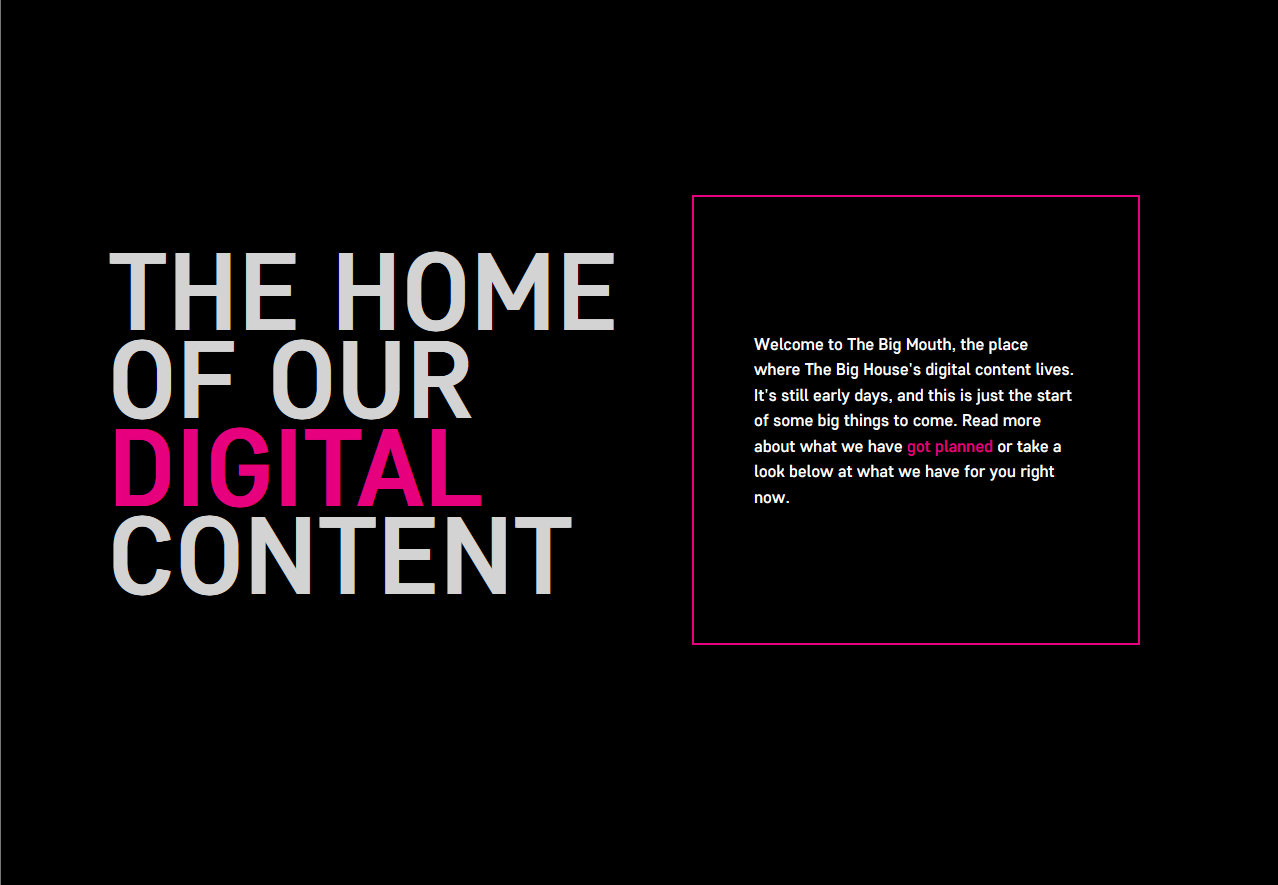 THE HOME
OF OUR
DIGITAL
CONTENT
Welcome to The Big Mouth, the place
where The Big House's digital content lives.
It's still early days, and this is just the start
of some big things to come. Read more
about what we have got planned or take a
look below at what we have for you right
now.